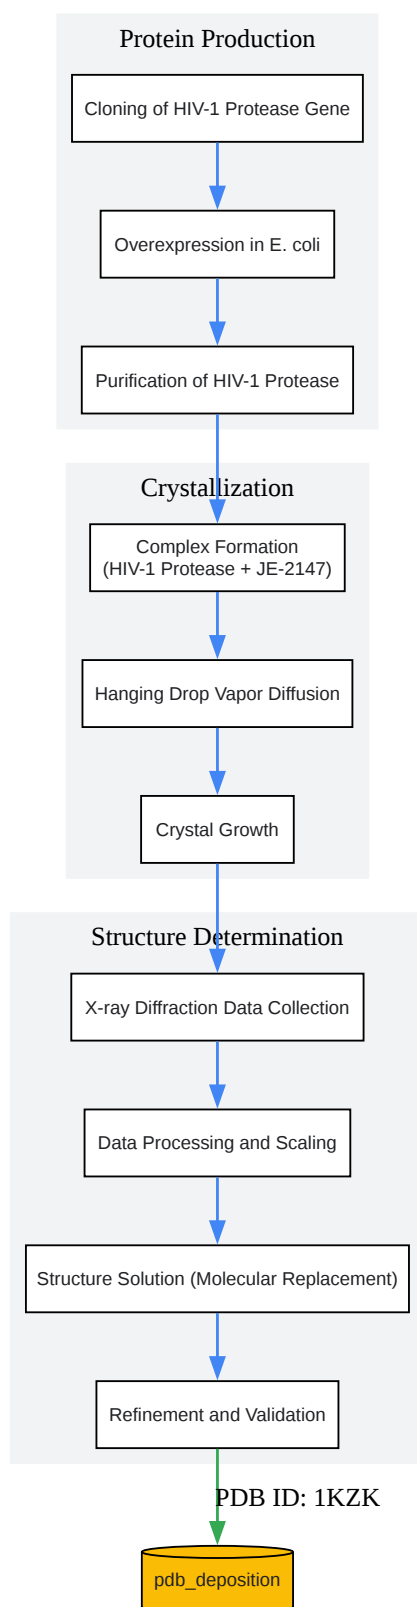 Protein Production
Cloning of HIV-1 Protease Gene
Overexpression in E. coli
Purification of HIV-1 Protease
Crystallization
Complex Formation
(HIV-1 Protease + JE-2147)
Hanging Drop Vapor Diffusion
Crystal Growth
Structure Determination
X-ray Diffraction Data Collection
Data Processing and Scaling
Structure Solution (Molecular Replacement)
Refinement and Validation
PDB ID: 1KZK
pdb_deposition